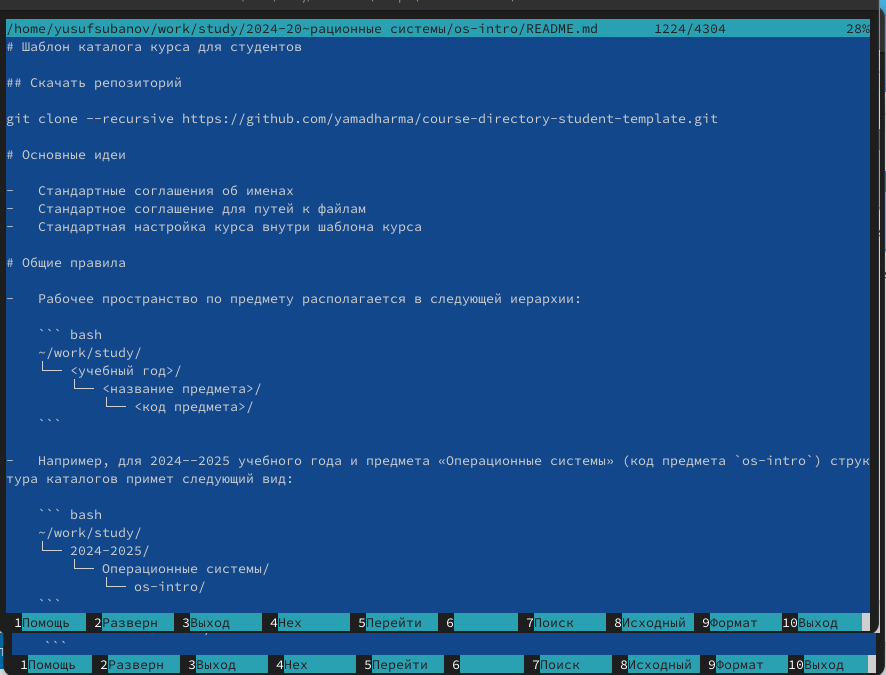 /home/yusufsubanov/work/study/2024-20~рационные системы/os-intro/README.md 1224/4304 28%
# Шаблон каталога курса для студентов
## Скачать репозиторий
git clone --recursive https://github.com/yamadharma/course-directory-student-template.git
# Основные идеи
-   Стандартные соглашения об именах
-   Стандартное соглашение для путей к файлам
-   Стандартная настройка курса внутри шаблона курса
# Общие правила
-   Рабочее пространство по предмету располагается в следующей иерархии:
    ``` bash
    ~/work/study/
    └── <учебный год>/
        └── <название предмета>/
            └── <код предмета>/
    ```
-   Например, для 2024--2025 учебного года и предмета «Операционные системы» (код предмета `os-intro`) струк
тура каталогов примет следующий вид:
    ``` bash
    ~/work/study/
    └── 2024-2025/
        └── Операционные системы/
            └── os-intro/
    ```
1Помощь 2Разверн 3Выход 4Hex 5Перейти 6 7Поиск 8Исходный 9Формат 10Выход
    ```
1Помощь 2Разверн 3Выход 4Hex 5Перейти 6 7Поиск 8Исходный 9Формат 10Выход